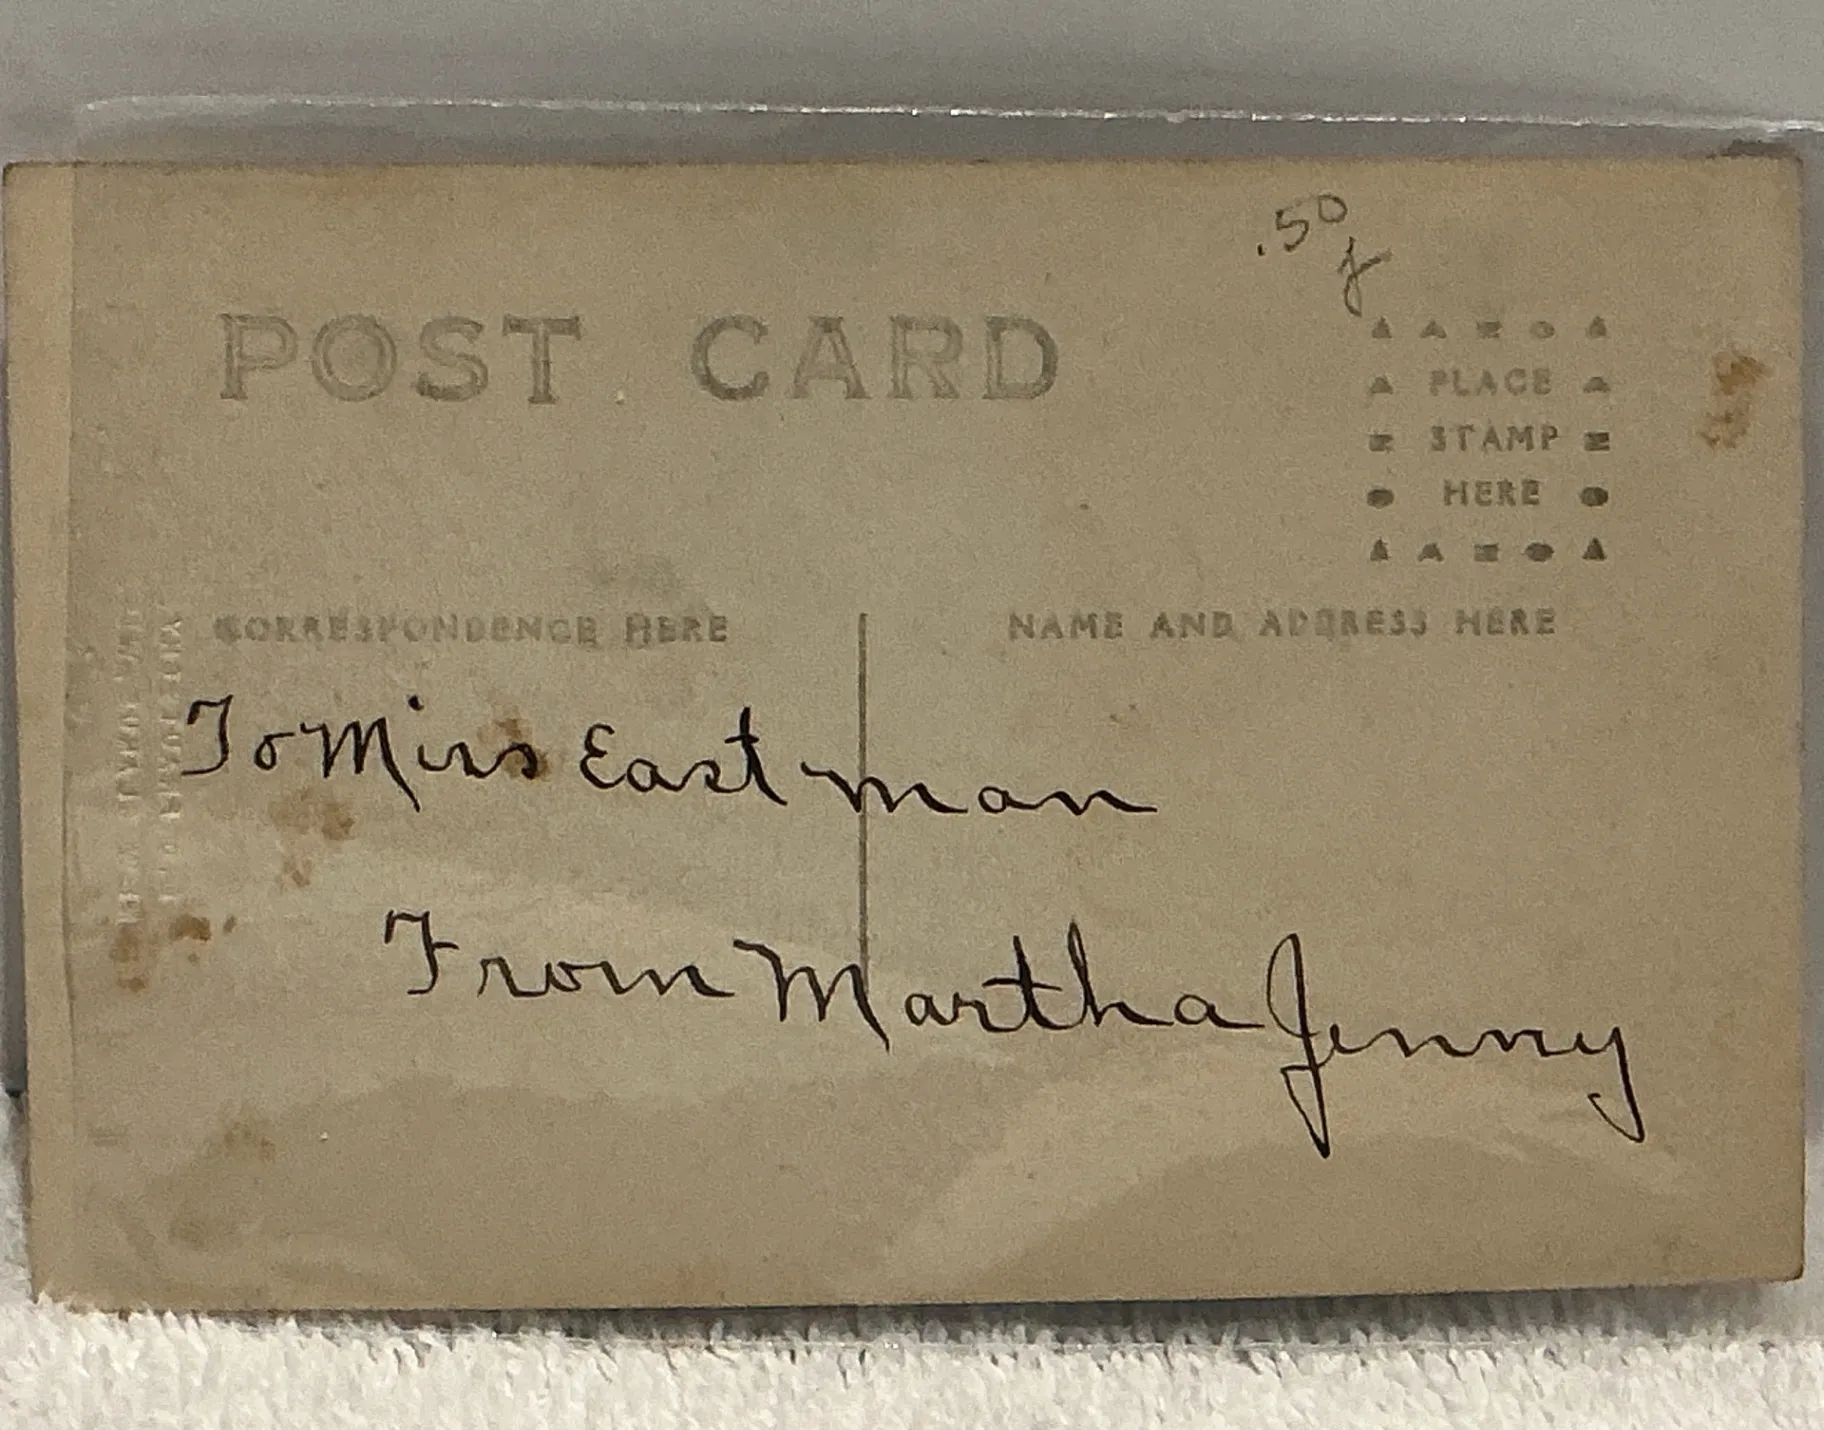 .50
POST CARD
PLACE
STAMP
HERE
CORRESPONDENCE HERE
NAME AND ADDRESS HERE
To Miss Eastman
From Martha Jenny